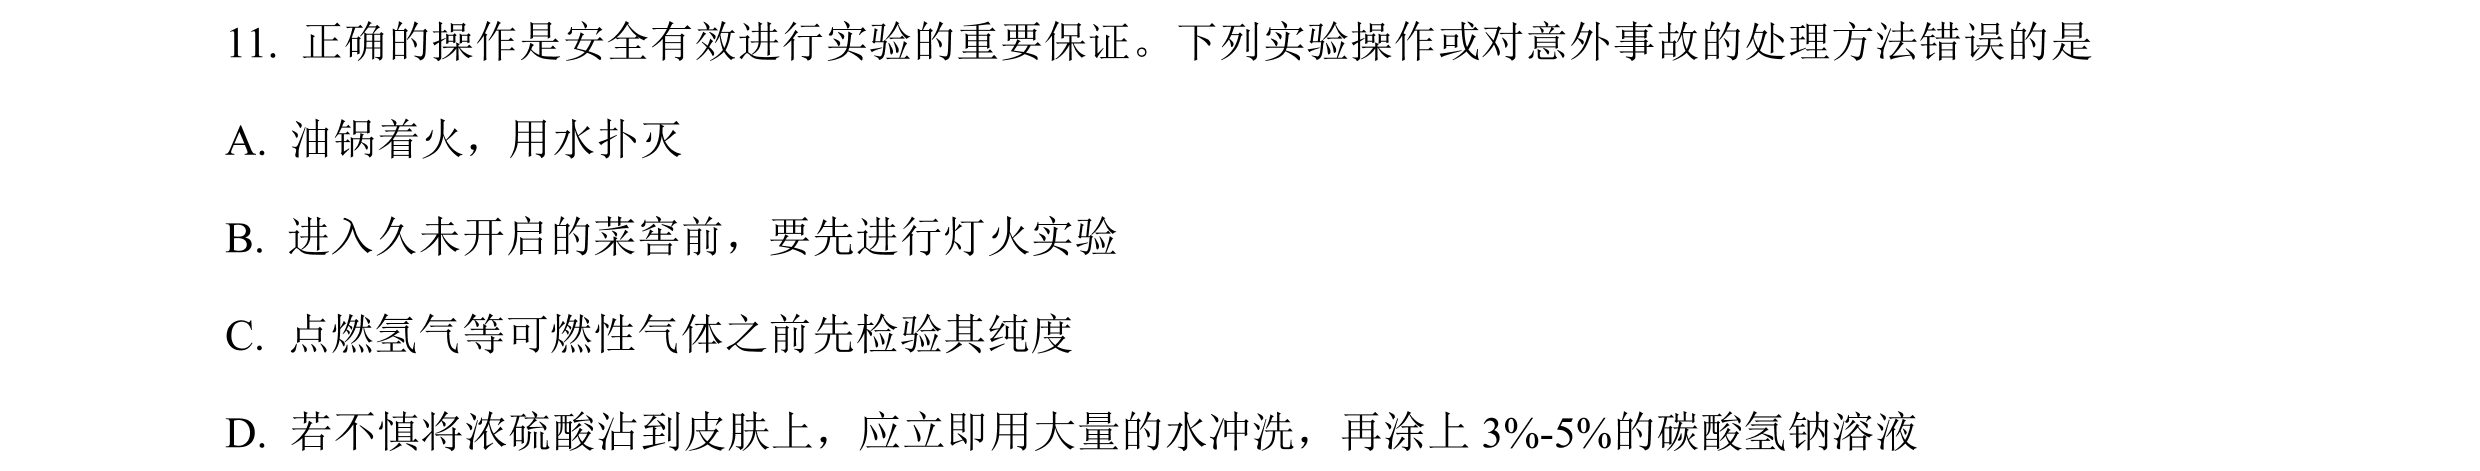 11. 正确的操作是安全有效进行实验的重要保证。下列实验操作或对意外事故的处理方法错误的是
A. 油锅着火，用水扑灭
B. 进入久未开启的菜窖前，要先进行灯火实验
C. 点燃氢气等可燃性气体之前先检验其纯度
D. 若不慎将浓硫酸沾到皮肤上，应立即用大量的水冲洗，再涂上 3%-5%的碳酸氢钠溶液